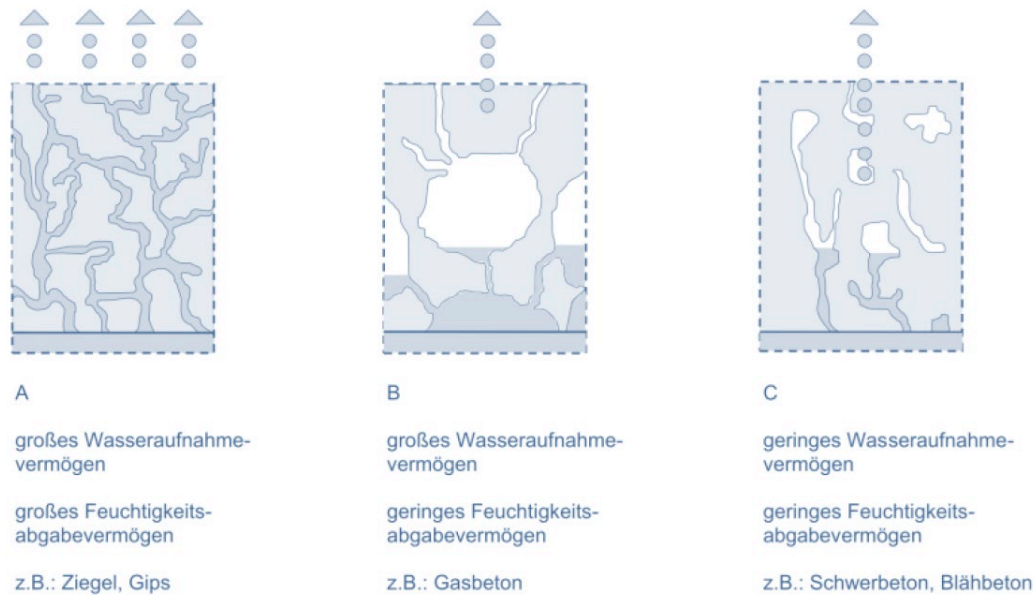 A
großes Wasseraufnahme-
vermögen
großes Feuchtigkeits-
abgabevermögen
z.B.: Ziegel, Gips
B
großes Wasseraufnahme-
vermögen
geringes Feuchtigkeits-
abgabevermögen
z.B.: Gasbeton
C
geringes Wasseraufnahme-
vermögen
geringes Feuchtigkeits-
abgabevermögen
z.B.: Schwerbeton, Blähbeton